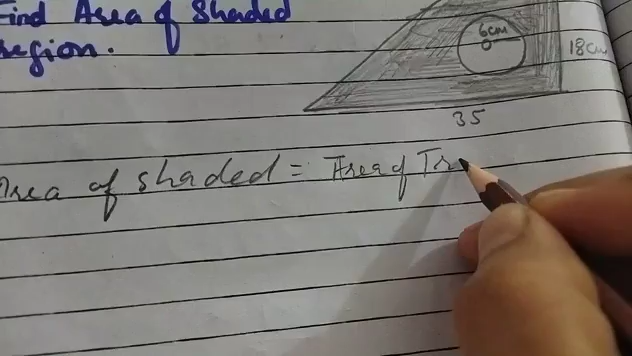 Find Area of Shaded
region.
6cm
18cm
35
Area of shaded = Area of Tr